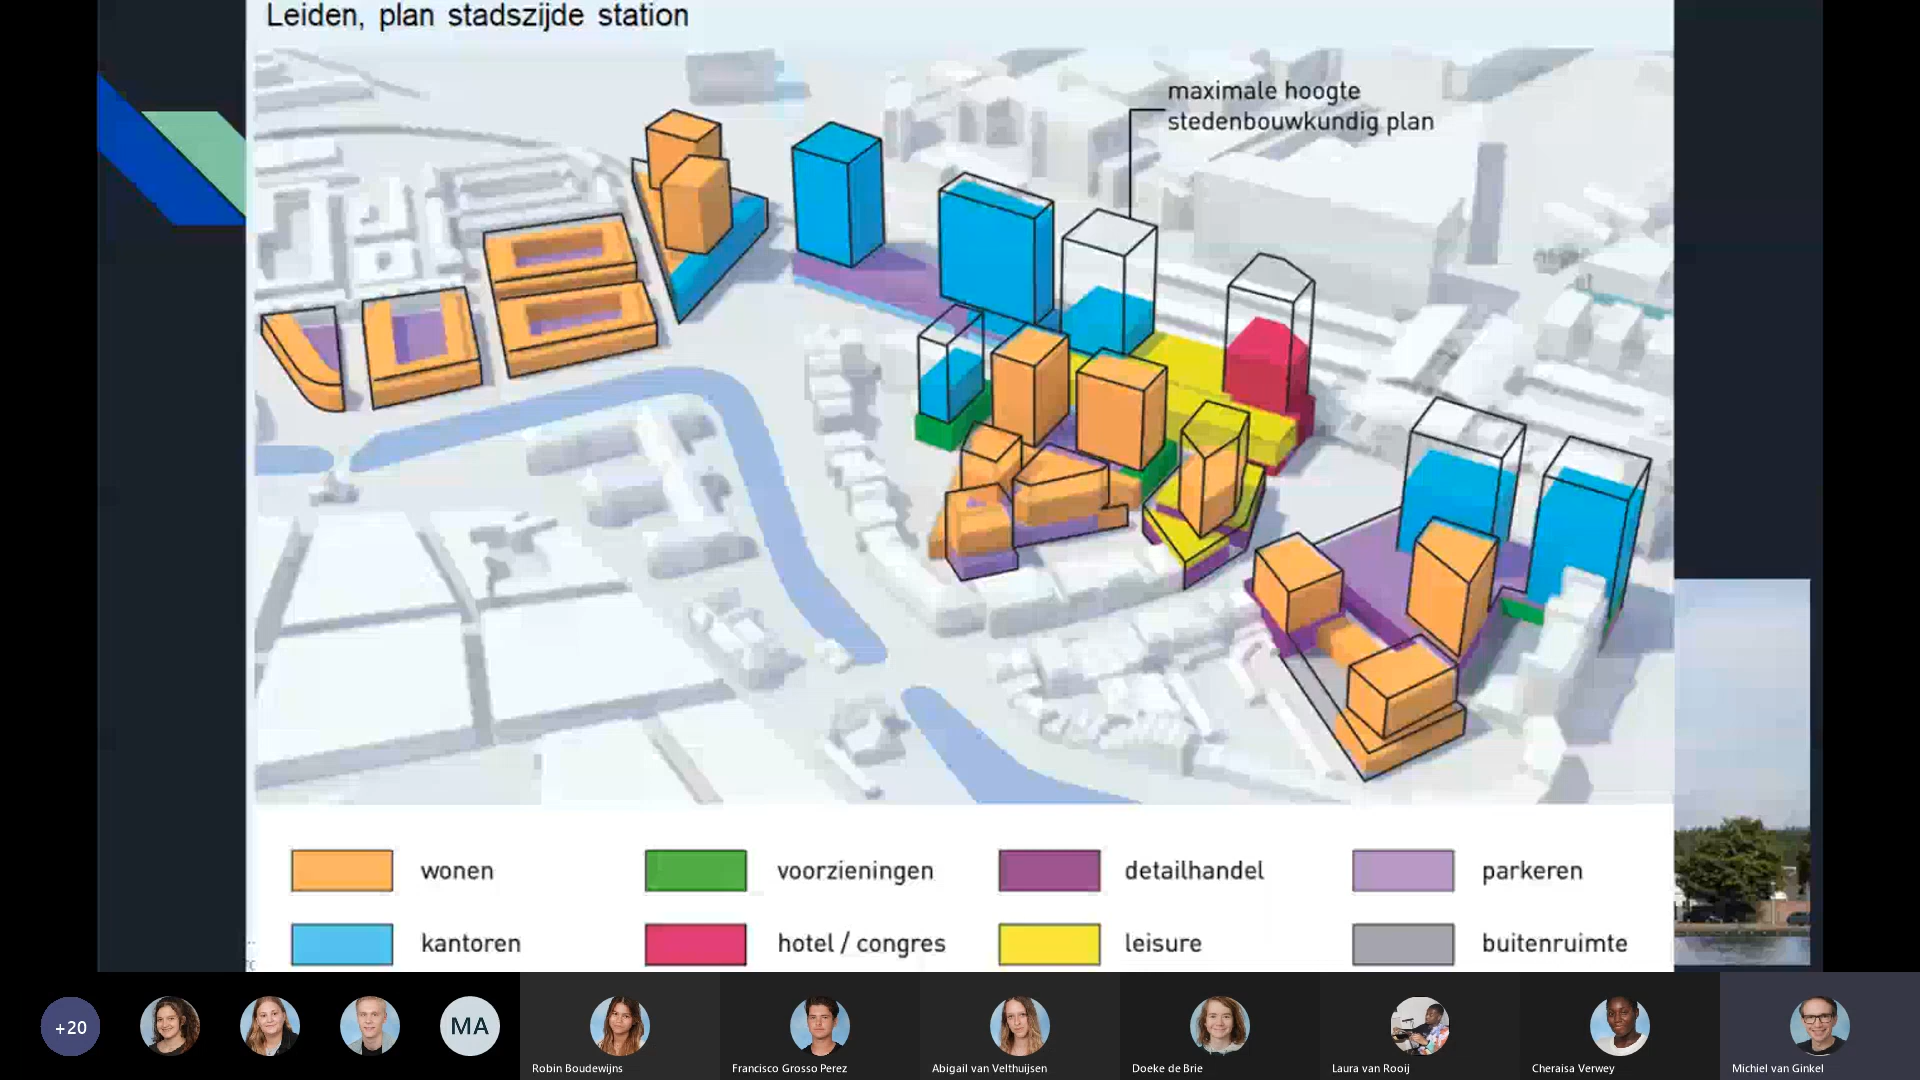 Leiden, plan stadszijde station
maximale hoogte
stedenbouwkundig plan
wonen
voorzieningen
detailhandel
parkeren
kantoren
hotel / congres
leisure
buitenruimte
+20
MA
Robin Boudewijns
Francisco Grosso Perez
Abigail van Velthuijsen
Doeke de Brie
Laura van Rooij
Cheraisa Verwey
Michiel van Ginkel